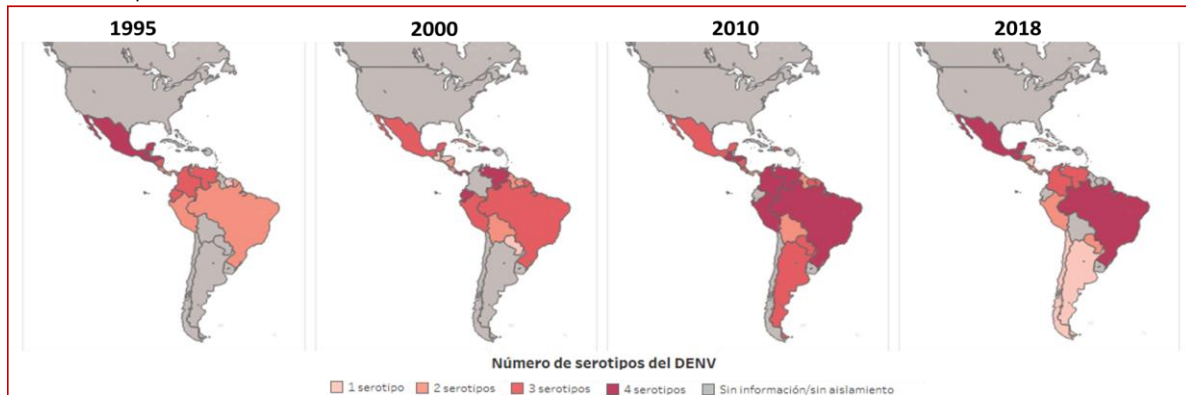 1995 2000 2010 2018
Número de serotipos del DENV
1 serotipo 2 serotipos 3 serotipos 4 serotipos Sin información/sin aislamiento